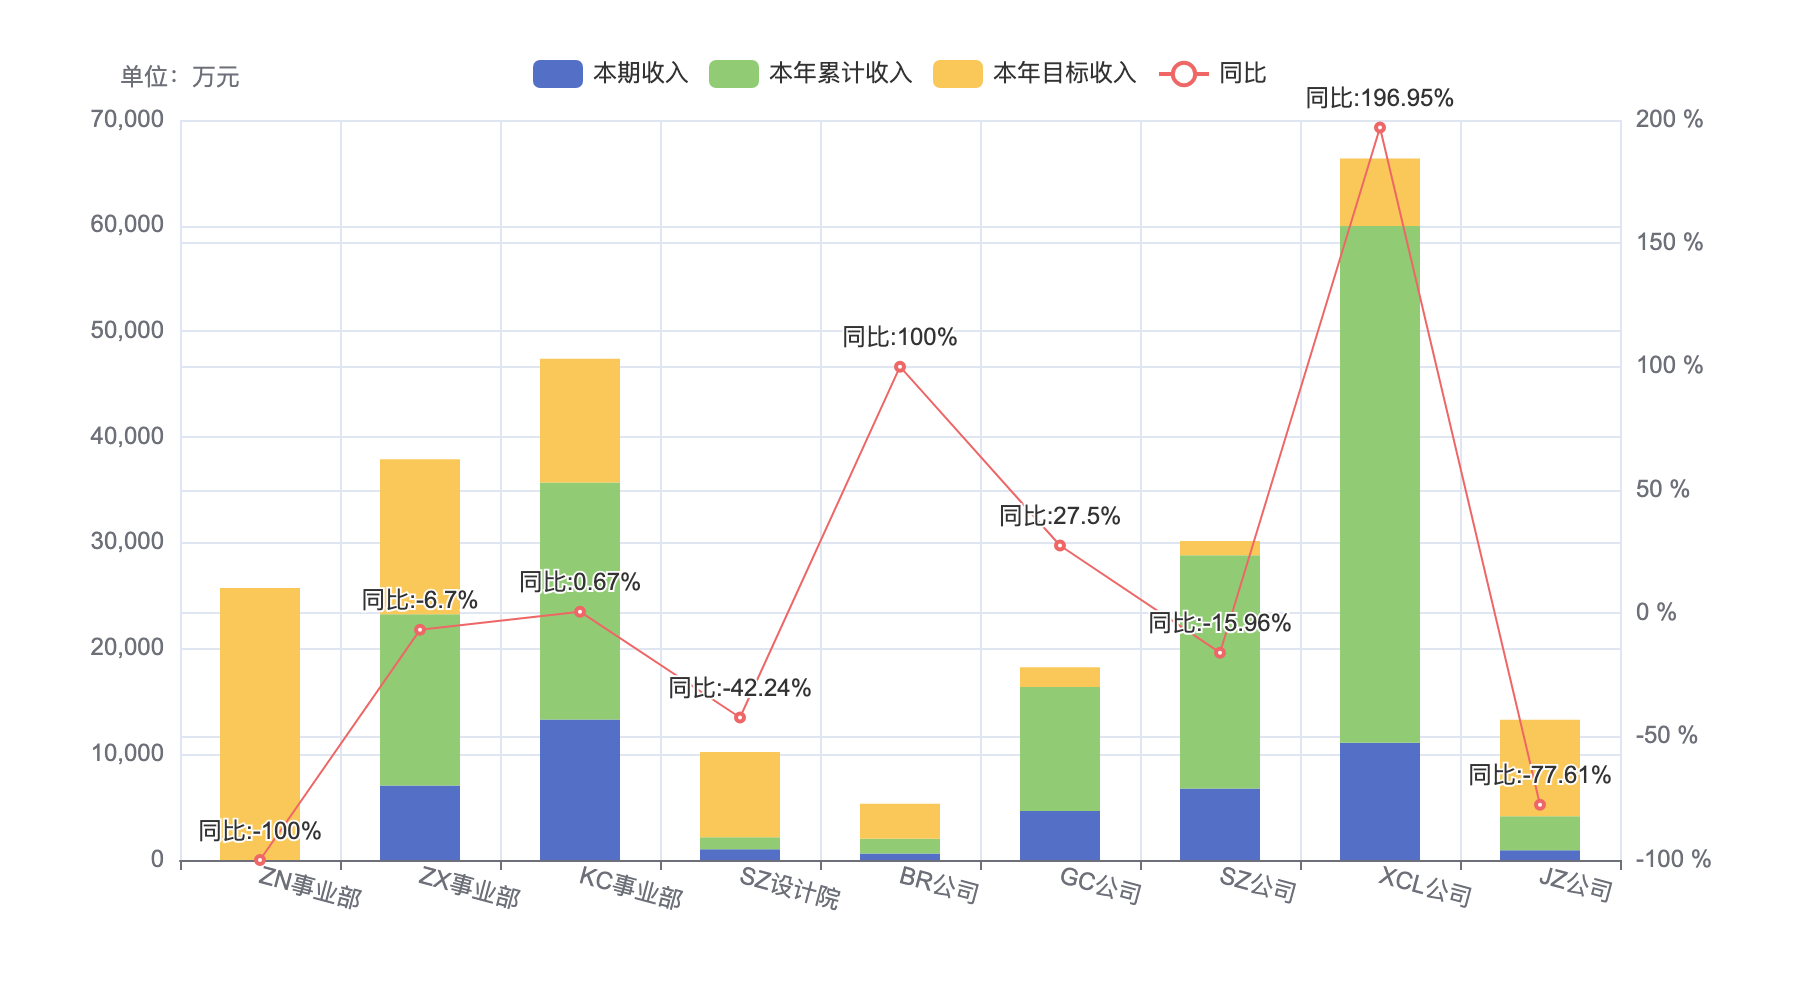 单位：万元
本期收入 本年累计收入 本年目标收入 同比
同比:196.95%
70,000 200 %
60,000 150 %
50,000
同比:100%
40,000 100 %
同比:27.5%
30,000 50 %
同比:-6.7% 同比:0.67%
同比:-15.96%
20,000 0 %
同比:-42.24%
10,000 -50 %
同比:-77.61%
同比:-100%
0 -100 %
ZN事业部 ZX事业部 KC事业部 SZ设计院 BR公司 GC公司 SZ公司 XCL公司 JZ公司